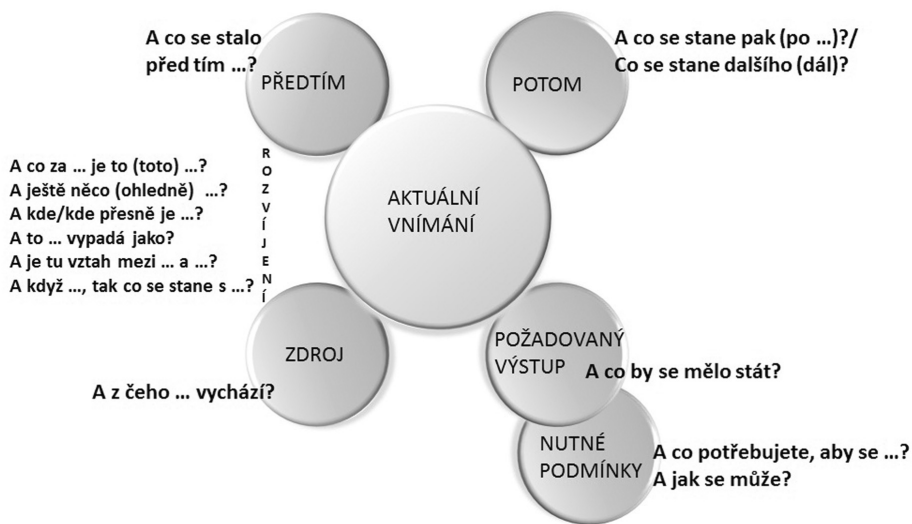 A co se stalo
před tím …?
PŘEDTÍM
A co se stane pak (po …)?/
Co se stane dalšího (dál)?
POTOM
A co za … je to (toto) …?
A ještě něco (ohledně) …?
A kde/kde přesně je …?
A to … vypadá jako?
A je tu vztah mezi … a …?
A když …, tak co se stane s …?
ROZVÍJENÍ
AKTUÁLNÍ
VNÍMÁNÍ
ZDROJ
A z čeho … vychází?
POŽADOVANÝ
VÝSTUP
A co by se mělo stát?
NUTNÉ
PODMÍNKY
A co potřebujete, aby se …?
A jak se může?